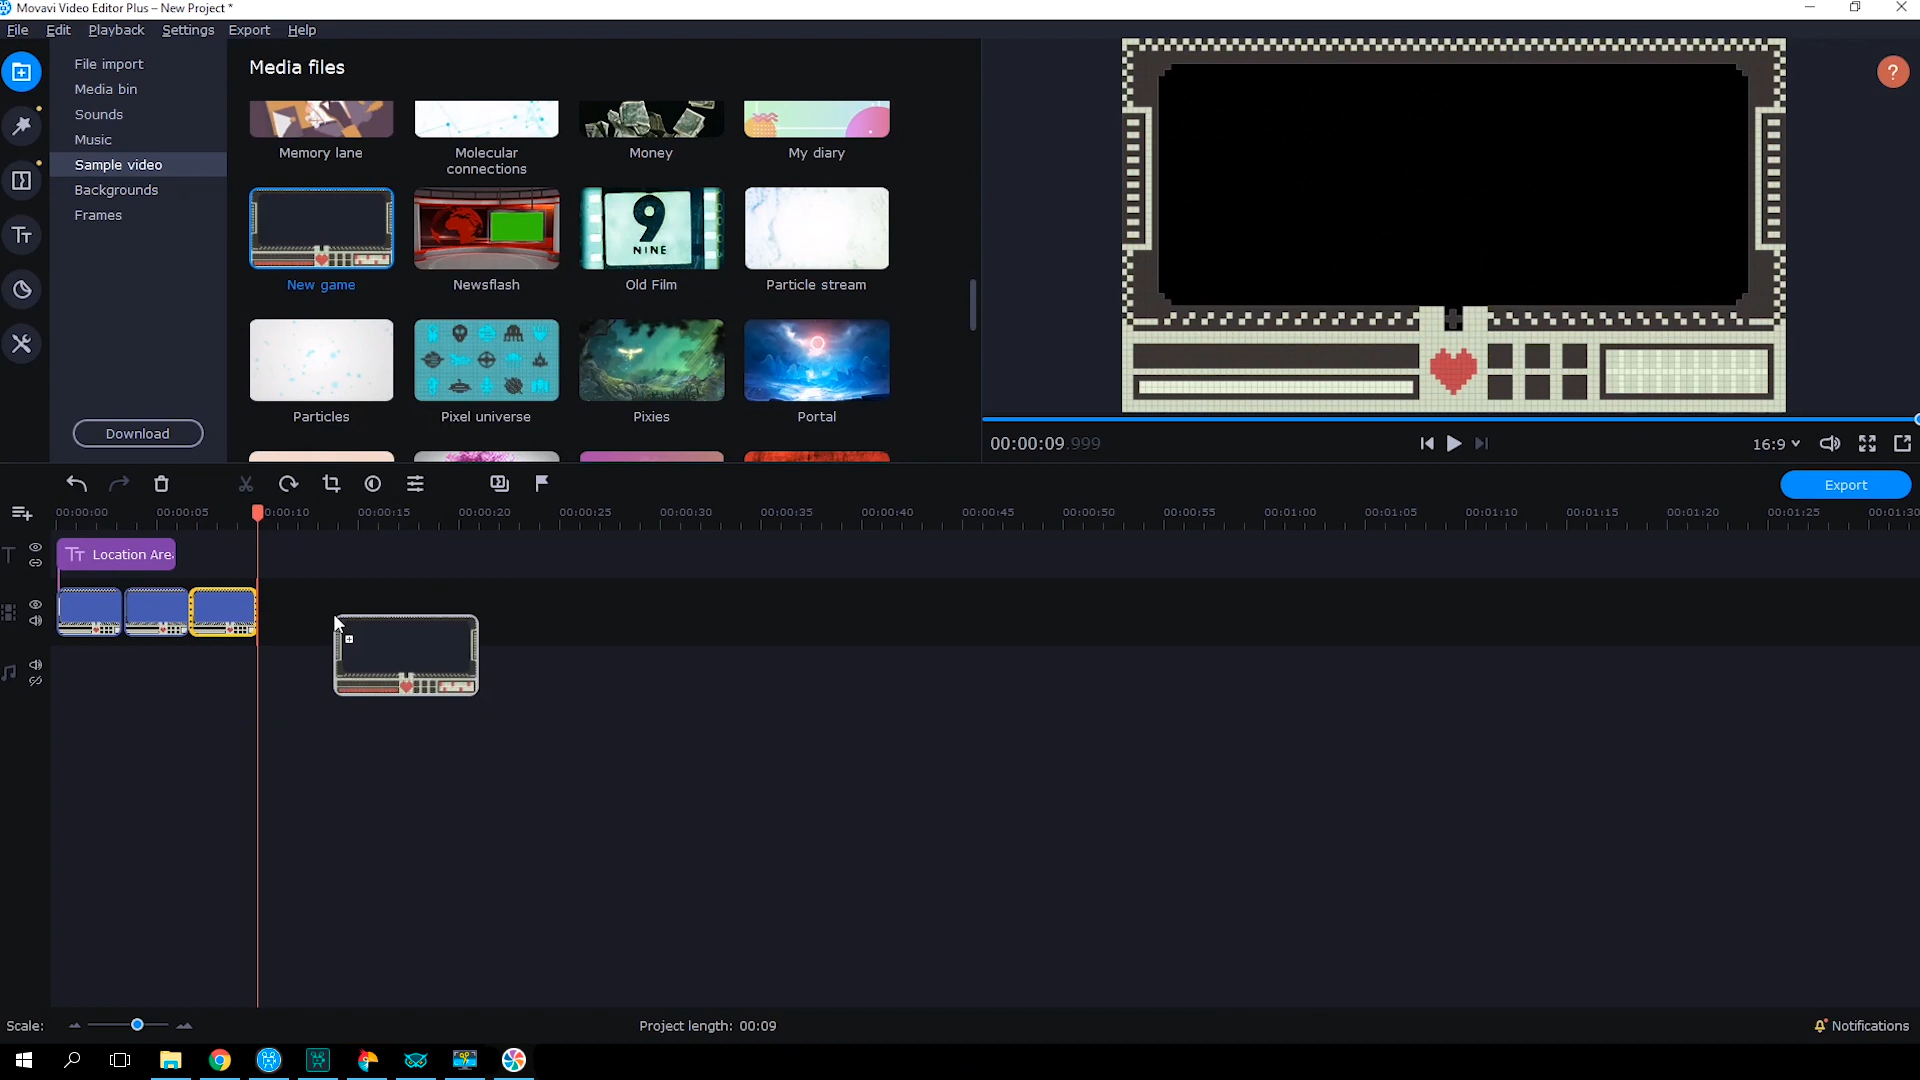 Movavi Video Editor Plus – New Project *
File Edit Playback Settings Export Help
File import
Media bin
Sounds
Music
Sample video
Backgrounds
Frames
Download
Media files
Memory lane
Molecular
connections
Money
My diary
9
NINE
New game
Newsflash
Old Film
Particle stream
Particles
Pixel universe
Pixies
Portal
?
00:00:09.999
16:9
Export
00:00:00 00:00:05 0:00:10 00:00:15 00:00:20 00:00:25 00:00:30 00:00:35 00:00:40 00:00:45 00:00:50 00:00:55 00:01:00 00:01:05 00:01:10 00:01:15 00:01:20 00:01:25 00:01:30
Tт Location Are
Scale:
Project length: 00:09
Notifications